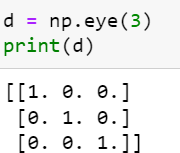 d = np.eye(3)
print(d)
[[1. 0. 0.]
 [0. 1. 0.]
 [0. 0. 1.]]